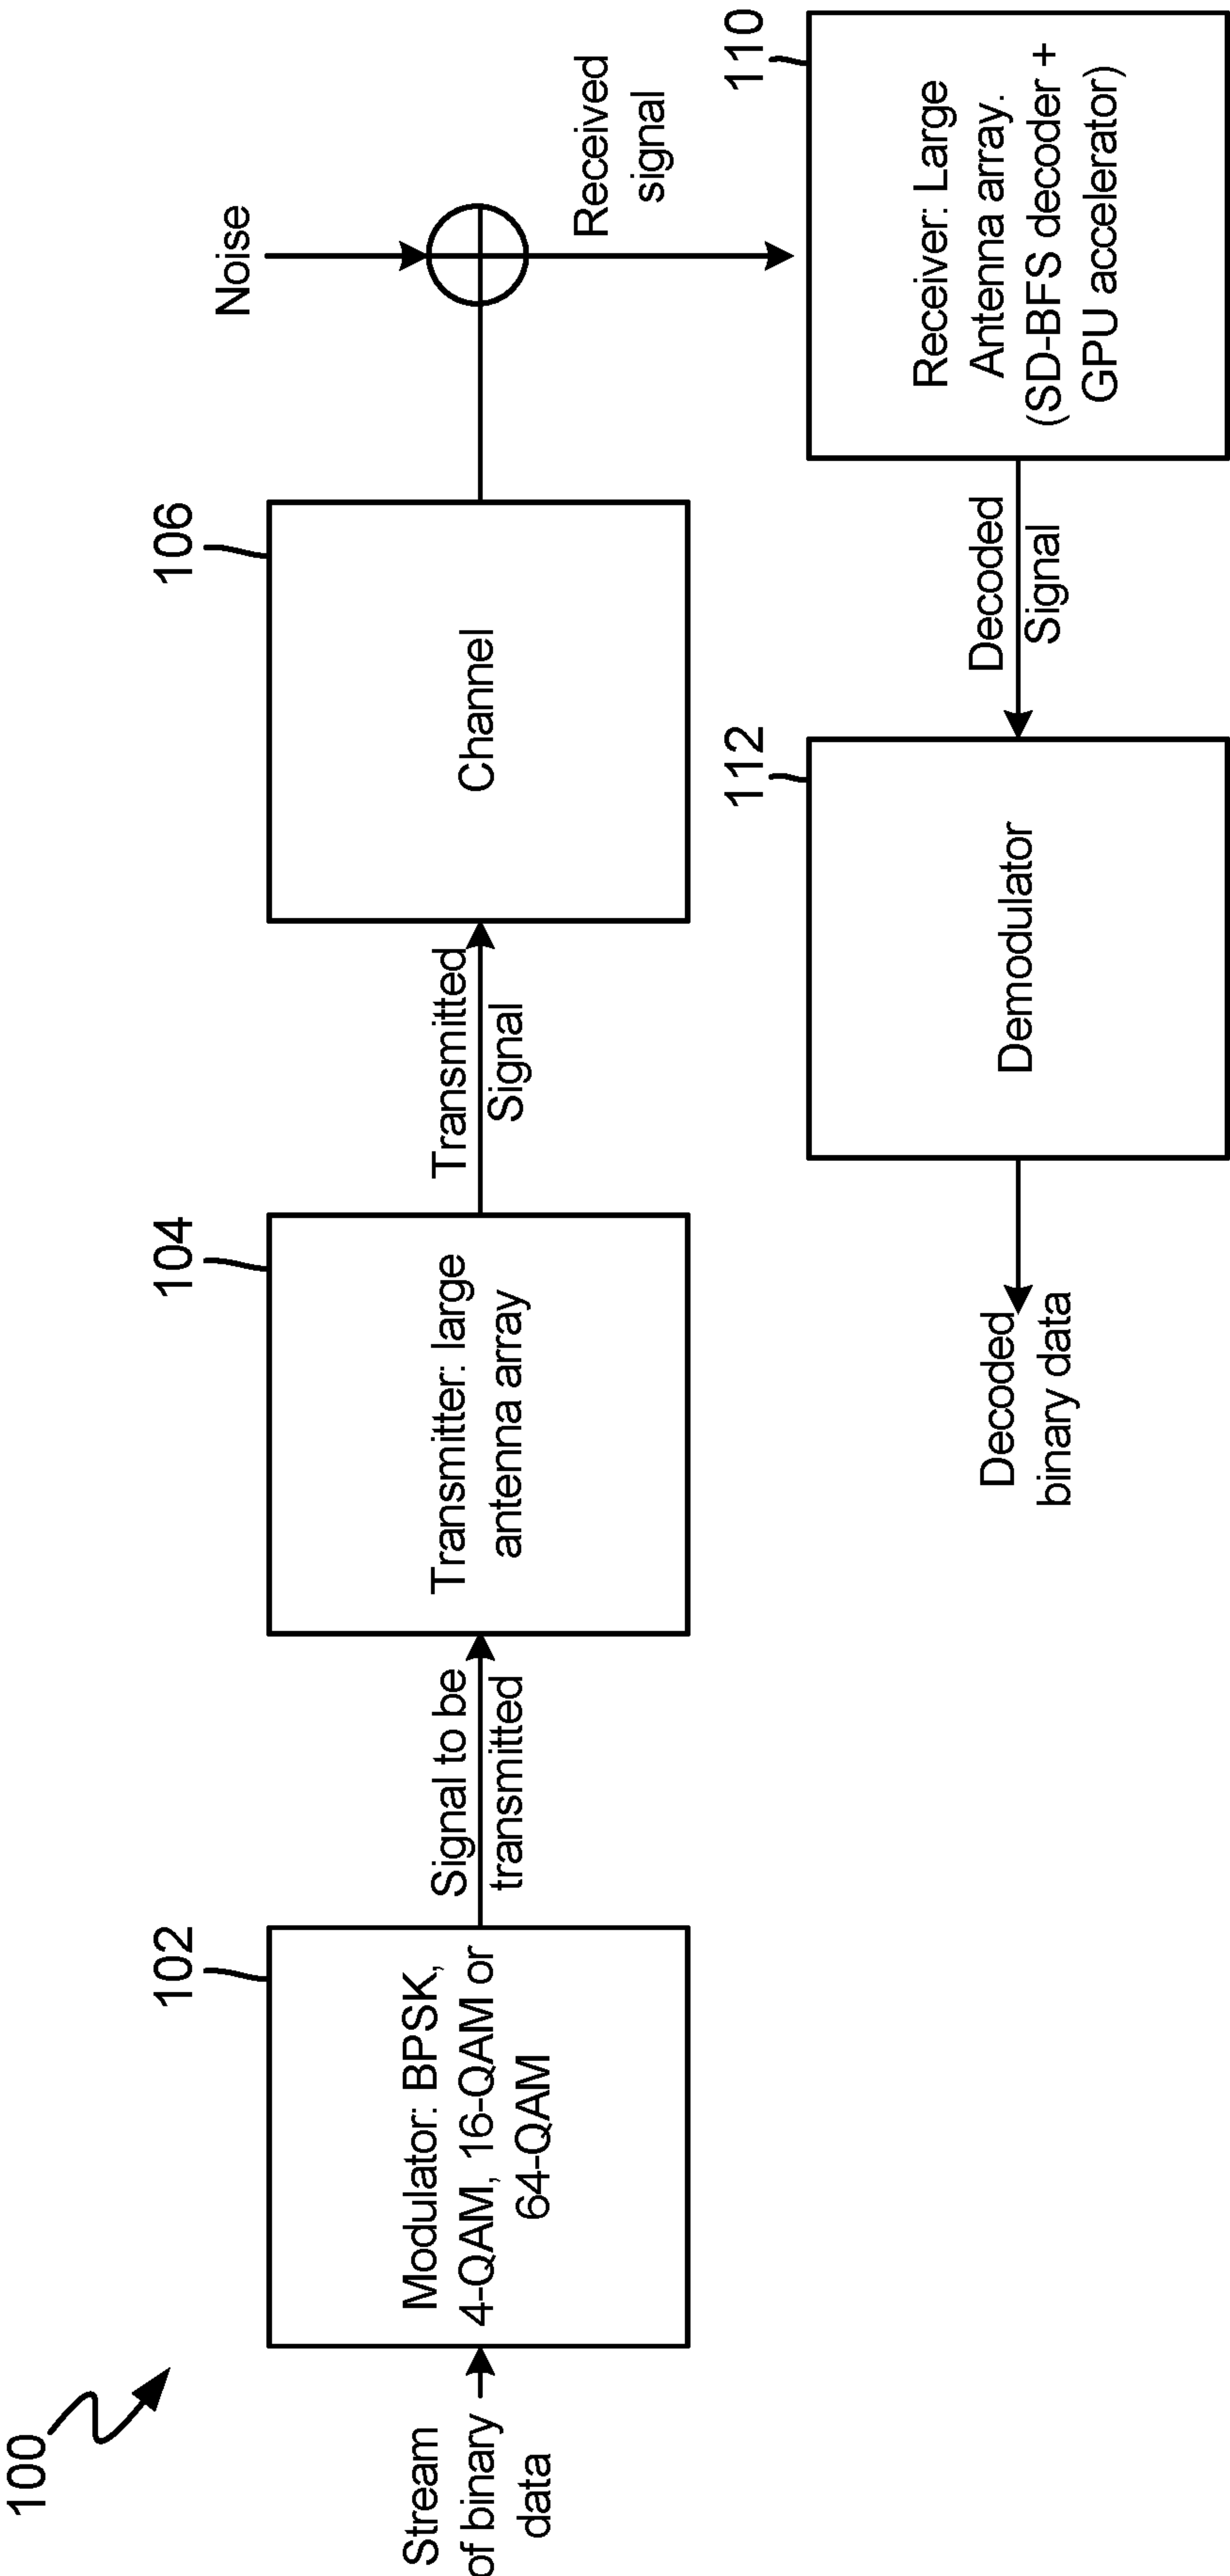 100
Stream
of binary
data
102
Modulator: BPSK,
4-QAM, 16-QAM or
64-QAM
Signal to be
transmitted
104
Transmitter: large
antenna array
Transmitted
Signal
106
Channel
Noise
Received
signal
110
Receiver: Large
Antenna array.
(SD-BFS decoder +
GPU accelerator)
Decoded
Signal
112
Demodulator
Decoded
binary data